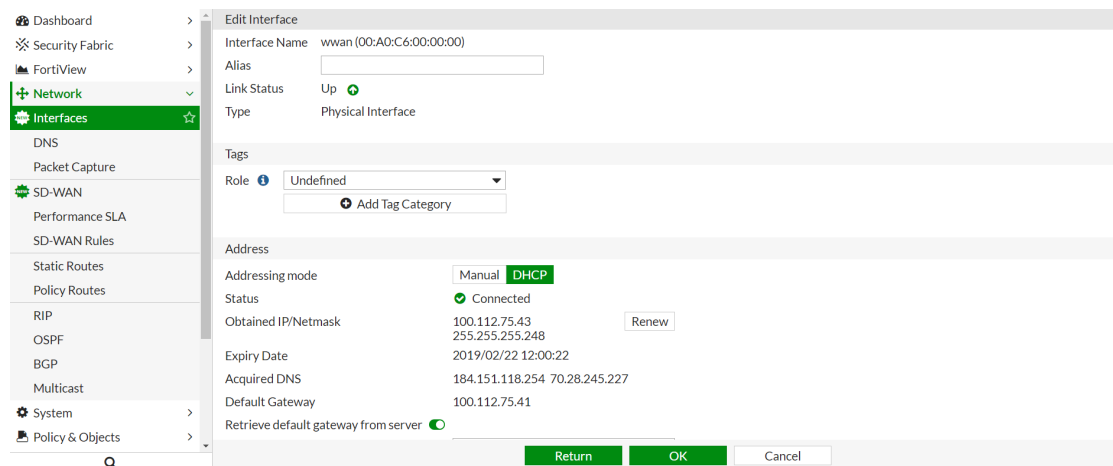 Dashboard
Security Fabric
FortiView
Network
NEW Interfaces
DNS
Packet Capture
NEW SD-WAN
Performance SLA
SD-WAN Rules
Static Routes
Policy Routes
RIP
OSPF
BGP
Multicast
System
Policy & Objects
Edit Interface
Interface Name wwan (00:A0:C6:00:00:00)
Alias
Link Status Up
Type Physical Interface
Tags
Role Undefined
Add Tag Category
Address
Addressing mode Manual DHCP
Status Connected
Obtained IP/Netmask 100.112.75.43 Renew
255.255.255.248
Expiry Date 2019/02/22 12:00:22
Acquired DNS 184.151.118.254 70.28.245.227
Default Gateway 100.112.75.41
Retrieve default gateway from server
Return OK Cancel